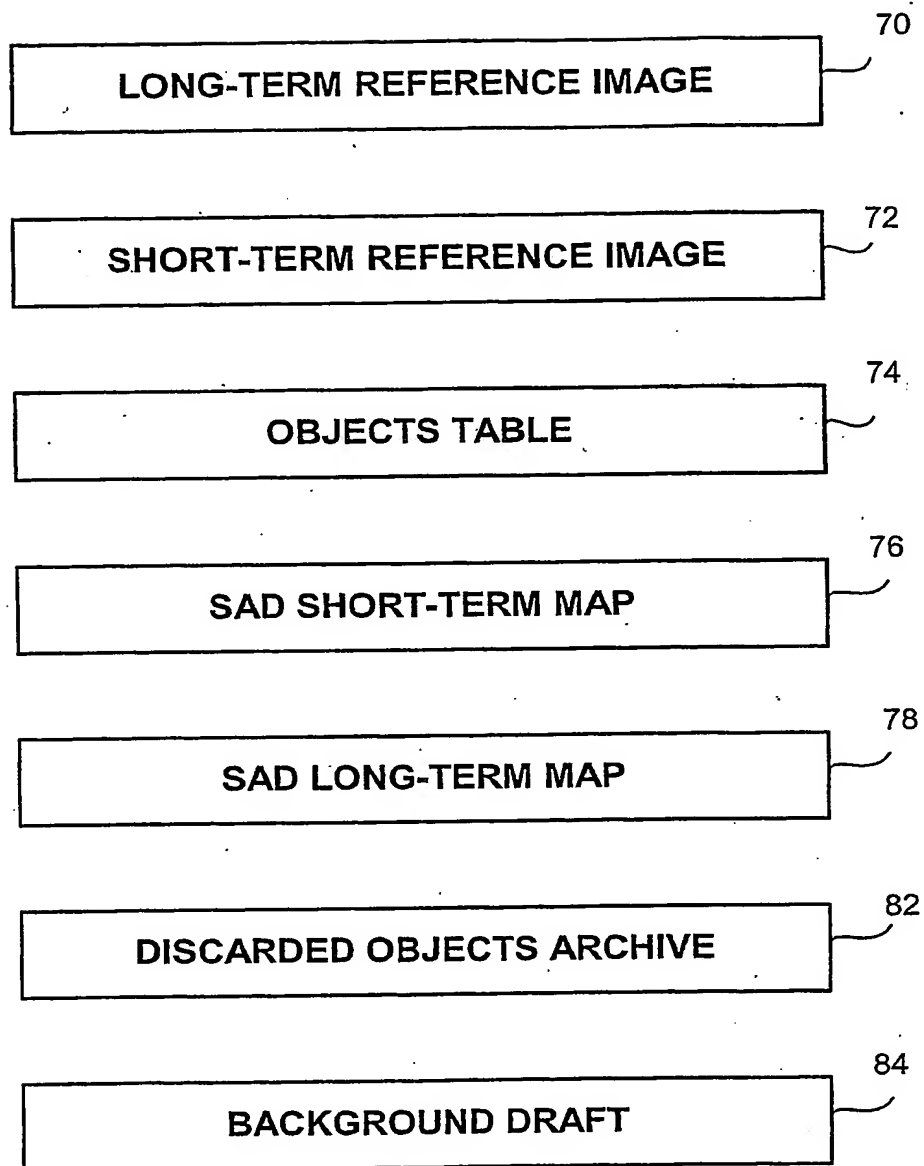 70
LONG-TERM REFERENCE IMAGE
72
SHORT-TERM REFERENCE IMAGE
74
OBJECTS TABLE
76
SAD SHORT-TERM MAP
78
SAD LONG-TERM MAP
82
DISCARDED OBJECTS ARCHIVE
84
BACKGROUND DRAFT